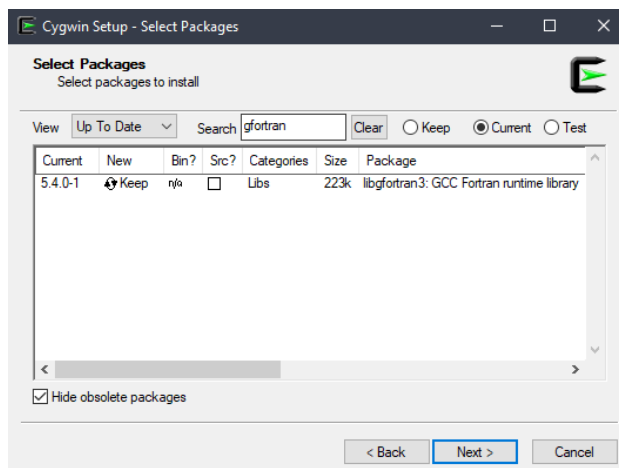 Cygwin Setup - Select Packages
Select Packages
Select packages to install
View Up To Date Search gfortran Clear Keep Current Test
Current New Bin? Src? Categories Size Package
5.4.0-1 Keep n/a Libs 223k libgfortran3: GCC Fortran runtime library
Hide obsolete packages
< Back Next > Cancel